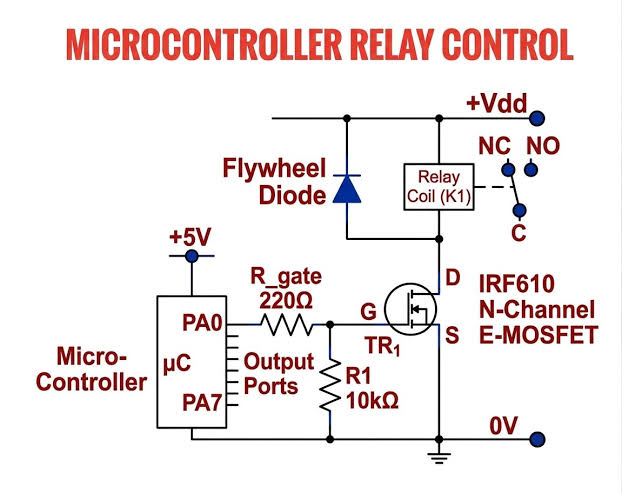 MICROCONTROLLER RELAY CONTROL
+Vdd
NC NO
Flywheel
Diode
Relay
Coil (K1)
C
+5V
R_gate
220Ω
D
IRF610
N-Channel
E-MOSFET
G
S
TR1
PA0
Micro-
Controller
µC
Output
Ports
R1
10kΩ
PA7
0V